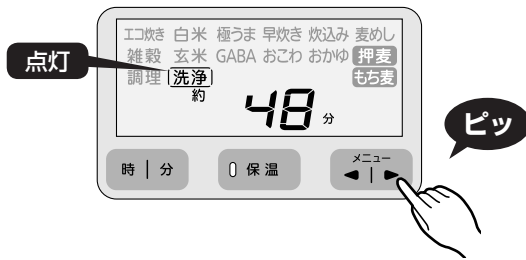 エコ炊き 白米 極うま 早炊き 炊込み 麦めし
雑穀 玄米 GABA おこわ おかゆ 押麦
調理 洗浄 もち麦
約 48 分
点灯
ピッ
時 | 分
保温
メニュー
◀ | ▶